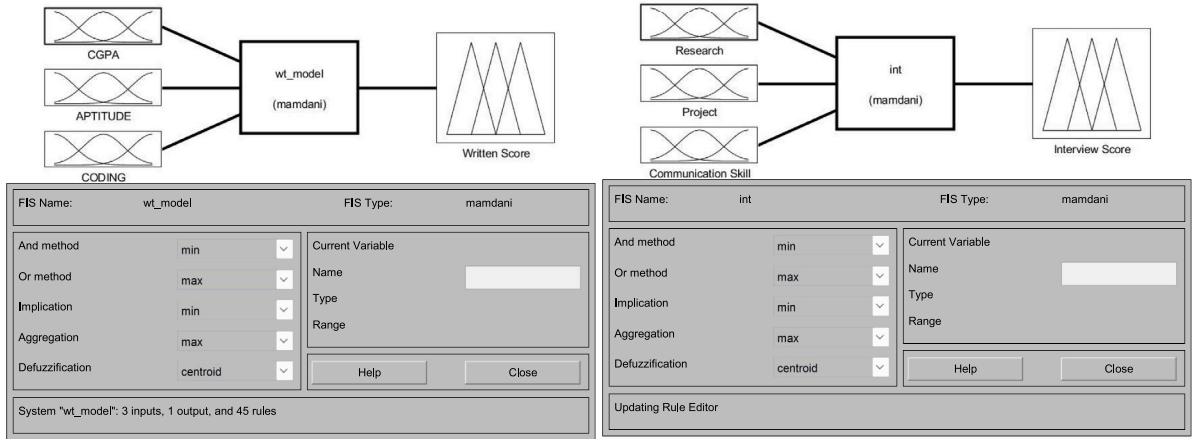 CGPA
APTITUDE
CODING
wt_model
(mamdani)
Written Score
FIS Name: wt_model FIS Type: mamdani
And method min
Or method max
Implication min
Aggregation max
Defuzzification centroid
Current Variable
Name
Type
Range
Help Close
System "wt_model": 3 inputs, 1 output, and 45 rules
Research
Project
Communication Skill
int
(mamdani)
Interview Score
FIS Name: int FIS Type: mamdani
And method min
Or method max
Implication min
Aggregation max
Defuzzification centroid
Current Variable
Name
Type
Range
Help Close
Updating Rule Editor